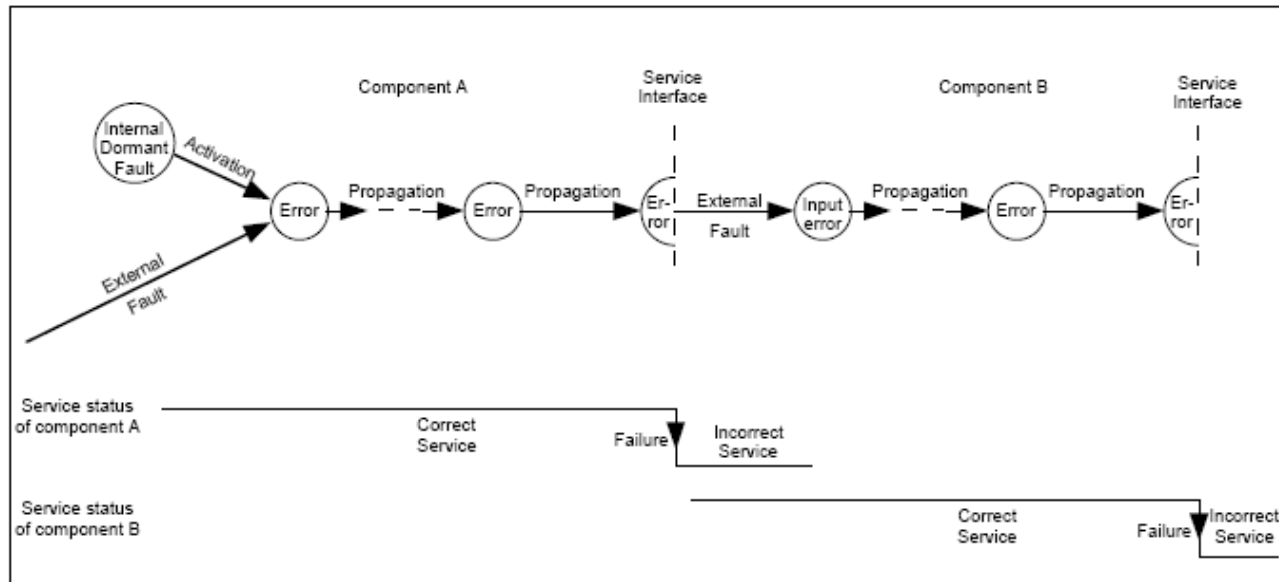 Component A
Service
Interface
Component B
Service
Interface
Internal
Dormant
Fault
Activation
Error
Propagation
Error
Propagation
Er-
ror
External
Fault
Input
error
Propagation
Error
Propagation
Er-
ror
External
Fault
Service status
of component A
Correct
Service
Failure
Incorrect
Service
Service status
of component B
Correct
Service
Failure
Incorrect
Service